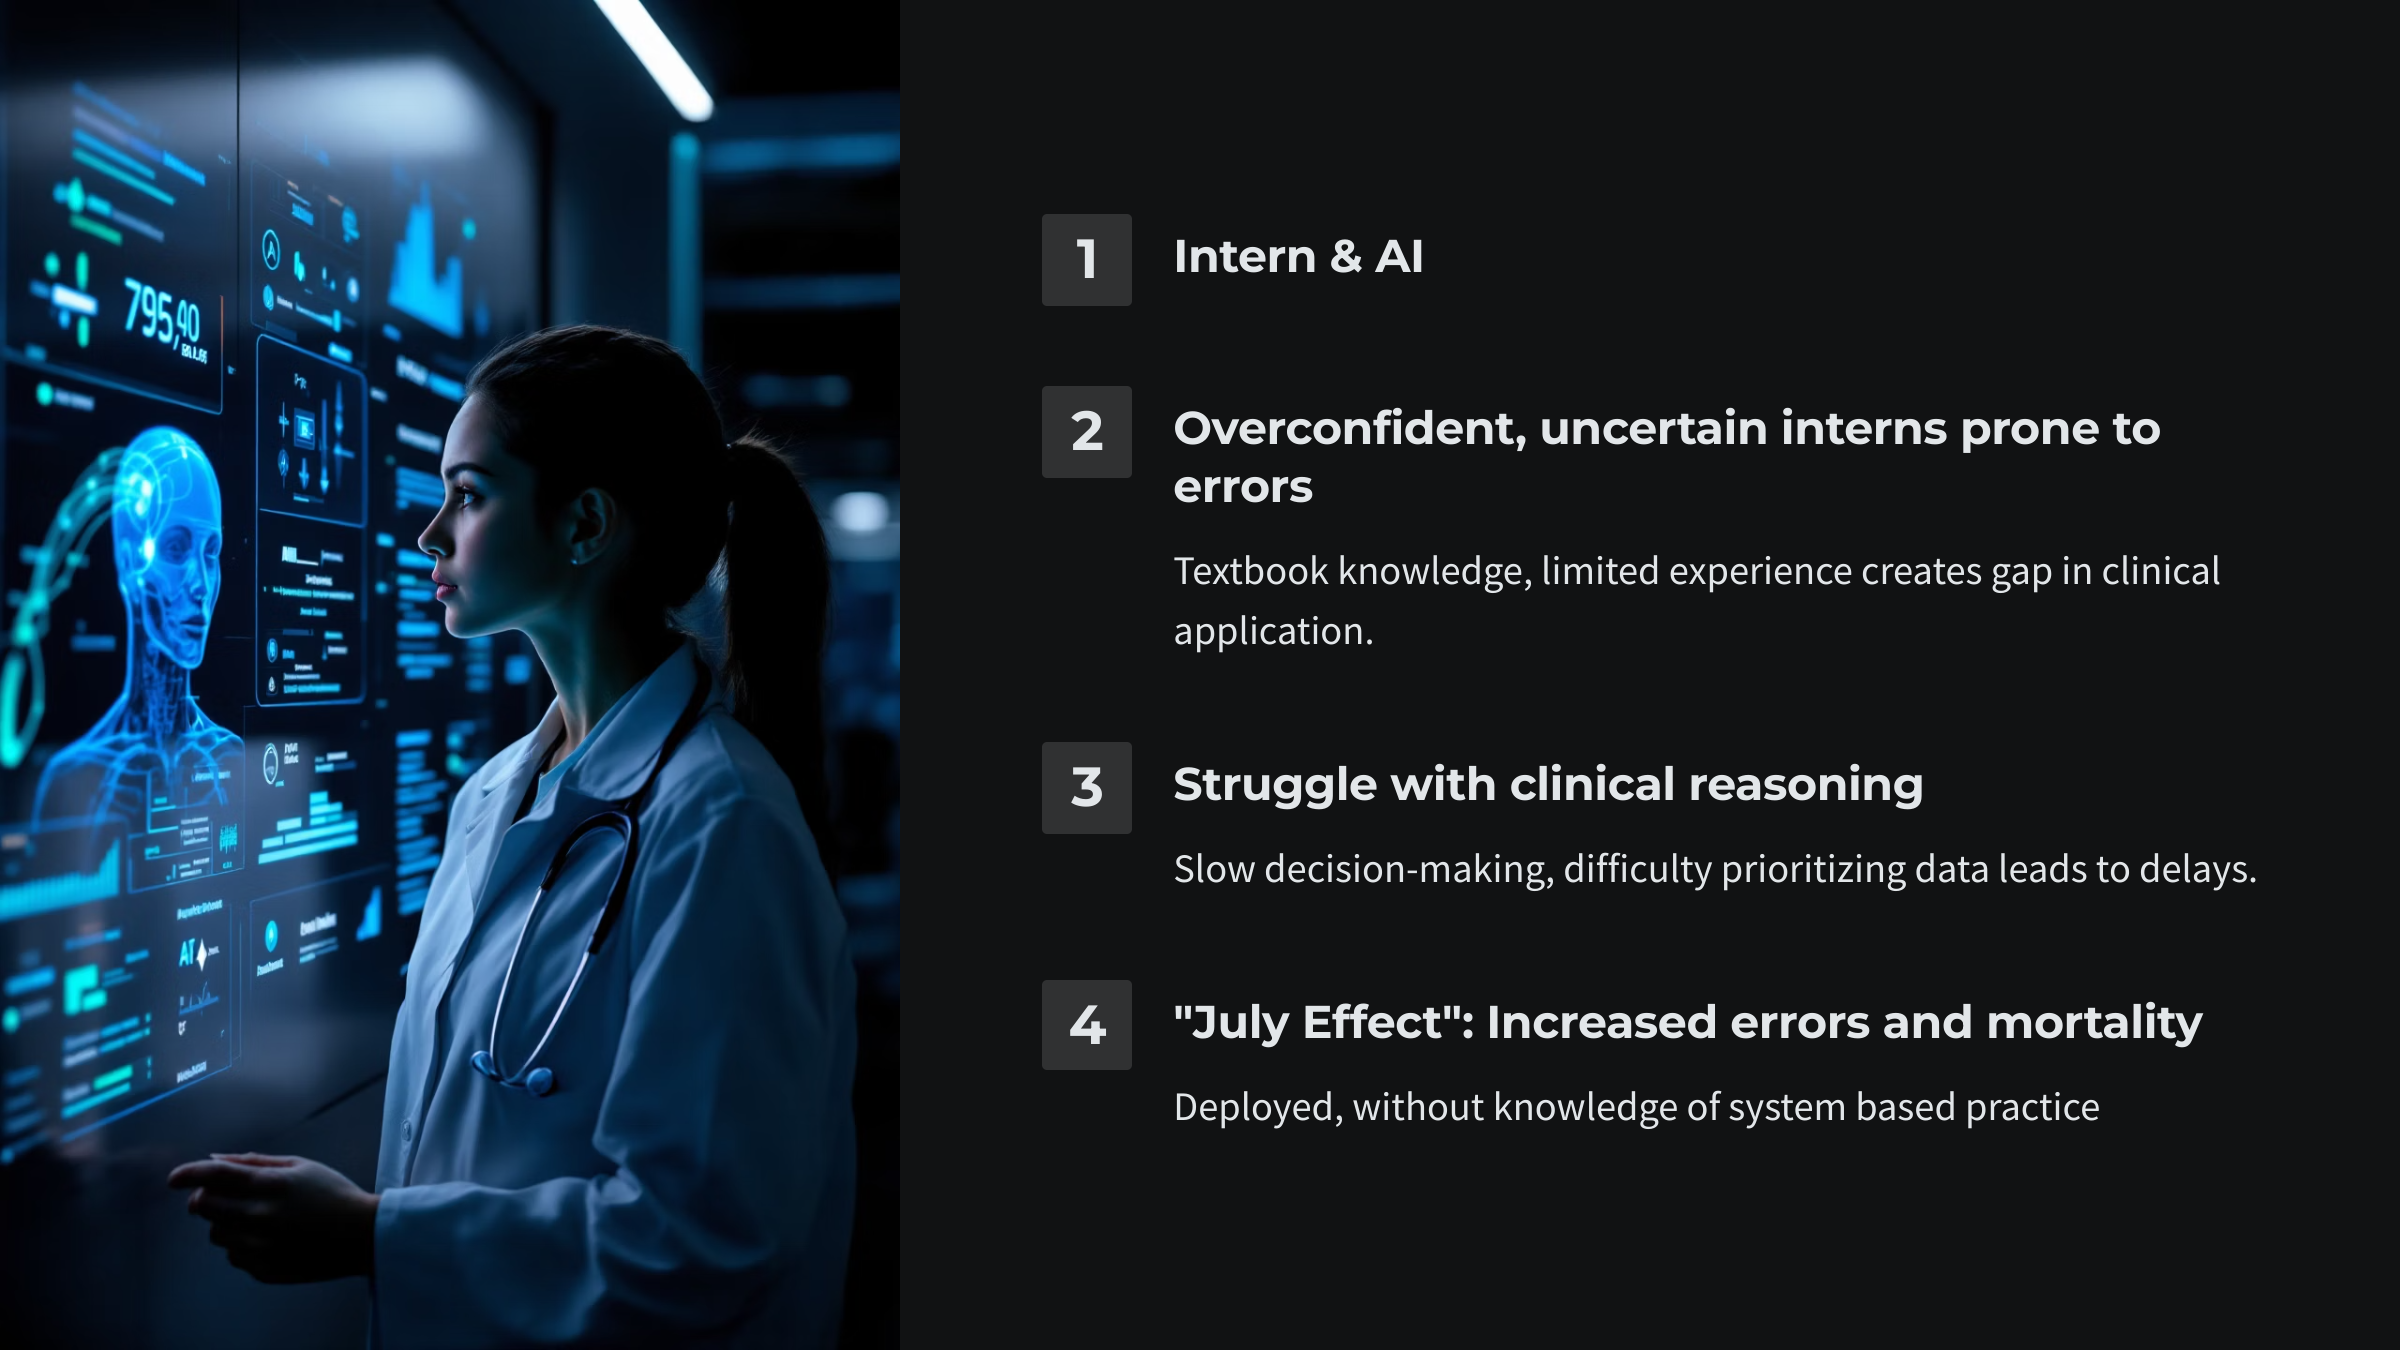 795,90
1
Intern & AI
2
Overconfident, uncertain interns prone to
errors
Textbook knowledge, limited experience creates gap in clinical
application.
3
Struggle with clinical reasoning
Slow decision-making, difficulty prioritizing data leads to delays.
4
"July Effect": Increased errors and mortality
Deployed, without knowledge of system based practice